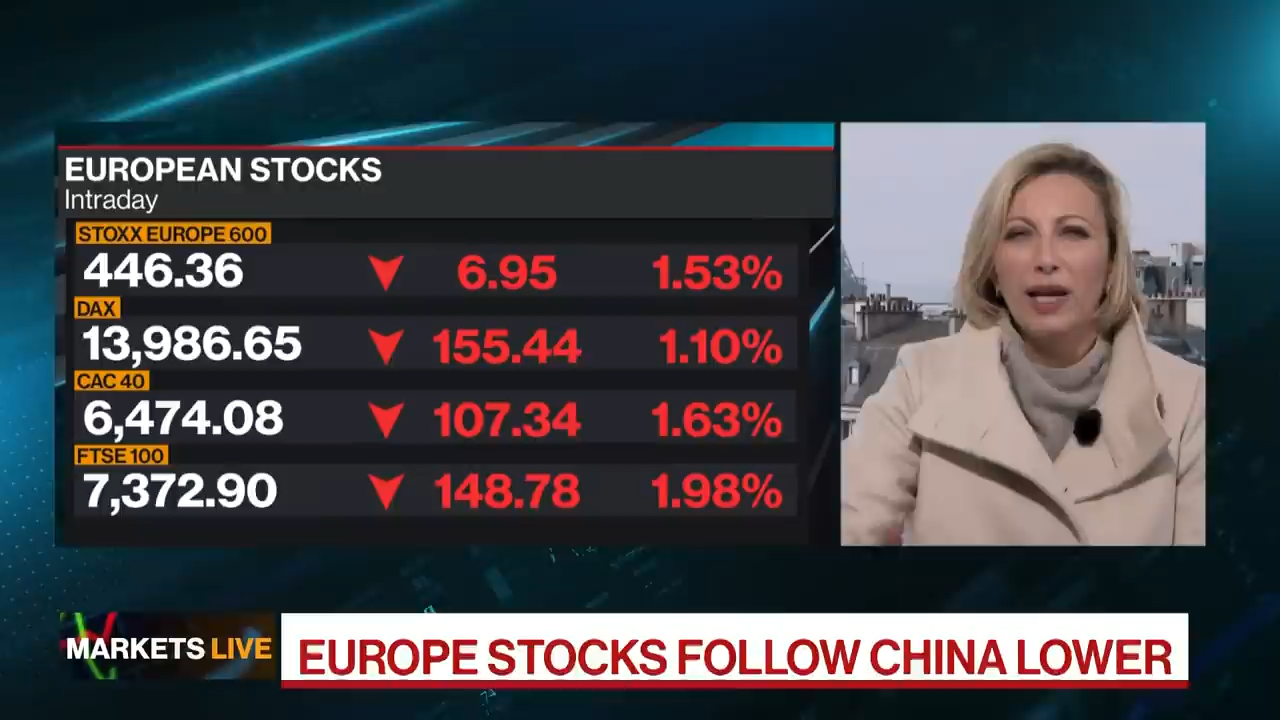 EUROPEAN STOCKS
Intraday
STOXX EUROPE 600
446.36 6.95 1.53%
DAX
13,986.65 155.44 1.10%
CAC 40
6,474.08 107.34 1.63%
FTSE 100
7,372.90 148.78 1.98%
MARKETS LIVE
EUROPE STOCKS FOLLOW CHINA LOWER
74